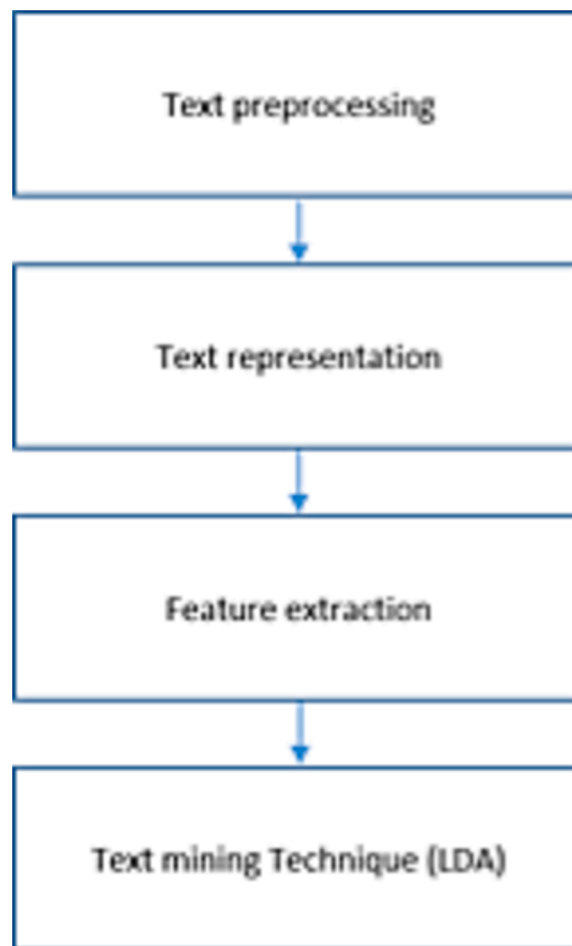 Text preprocessing
Text representation
Feature extraction
Text mining Technique (LDA)